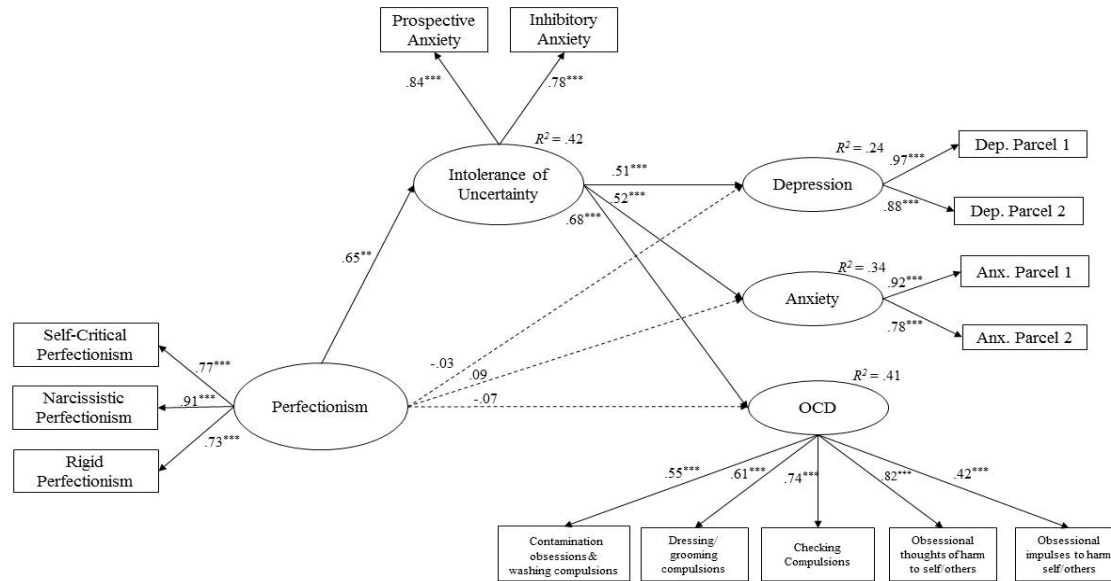 Prospective
Anxiety
Inhibitory
Anxiety
.84***
.78***
R² = .42
Intolerance of
Uncertainty
R² = .24
Depression
.97***
.88***
Dep. Parcel 1
Dep. Parcel 2
.51***
.52***
.68***
.65**
R² = .34
Anxiety
.92***
.78***
Anx. Parcel 1
Anx. Parcel 2
Self-Critical
Perfectionism
Narcissistic
Perfectionism
Rigid
Perfectionism
.77***
.91***
.73***
Perfectionism
-.03
.09
-.07
R² = .41
OCD
.55***
.61***
.74***
.82***
.42***
Contamination
obsessions &
washing compulsions
Dressing/
grooming
compulsions
Checking
Compulsions
Obsessional
thoughts of harm
to self/others
Obsessional
impulses to harm
self/others